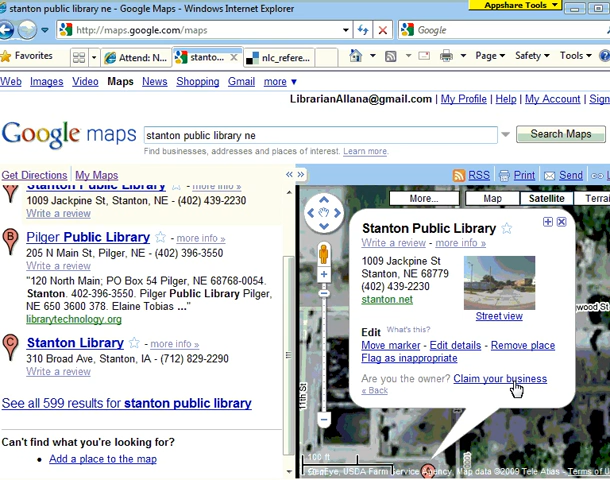 stanton public library ne - Google Maps - Windows Internet Explorer
Appshare Tools
http://maps.google.com/maps
Google
Favorites
Attend: N...
stanto...
nlc_refere...
Page
Safety
Tools
Web Images Videos Maps News Shopping Gmail more
LibrarianAllana@gmail.com | My Profile | Help | My Account | Sign
Google maps
stanton public library ne
Search Maps
Find businesses, addresses and places of interest. Learn more.
Get Directions My Maps
RSS Print Send
Stanton Public Library - more info »
1009 Jackpine St, Stanton, NE - (402) 439-2230
Write a review
B
Pilger Public Library - more info »
205 N Main St, Pilger, NE - (402) 396-3550
Write a review
"120 North Main; PO Box 54 Pilger, NE 68768-0054.
Stanton. 402-396-3550. Pilger Public Library Pilger,
NE 650 3600 378. Elaine Tobias ..."
librarytechnology.org
C
Stanton Library - more info »
310 Broad Ave, Stanton, IA - (712) 829-2290
Write a review
See all 599 results for stanton public library
Can't find what you're looking for?
Add a place to the map
More...
Map
Satellite
Terrai
Stanton Public Library
Write a review - more info »
1009 Jackpine St
Stanton, NE 68779
(402) 439-2230
stanton.net
Street view
Edit What's this?
Move marker - Edit details - Remove place
Flag as inappropriate
Are you the owner? Claim your business
« Back
wood St
11th St
100 ft
GeoEye, USDA Farm Service Agency, Map data ©2009 Tele Atlas - Terms of U